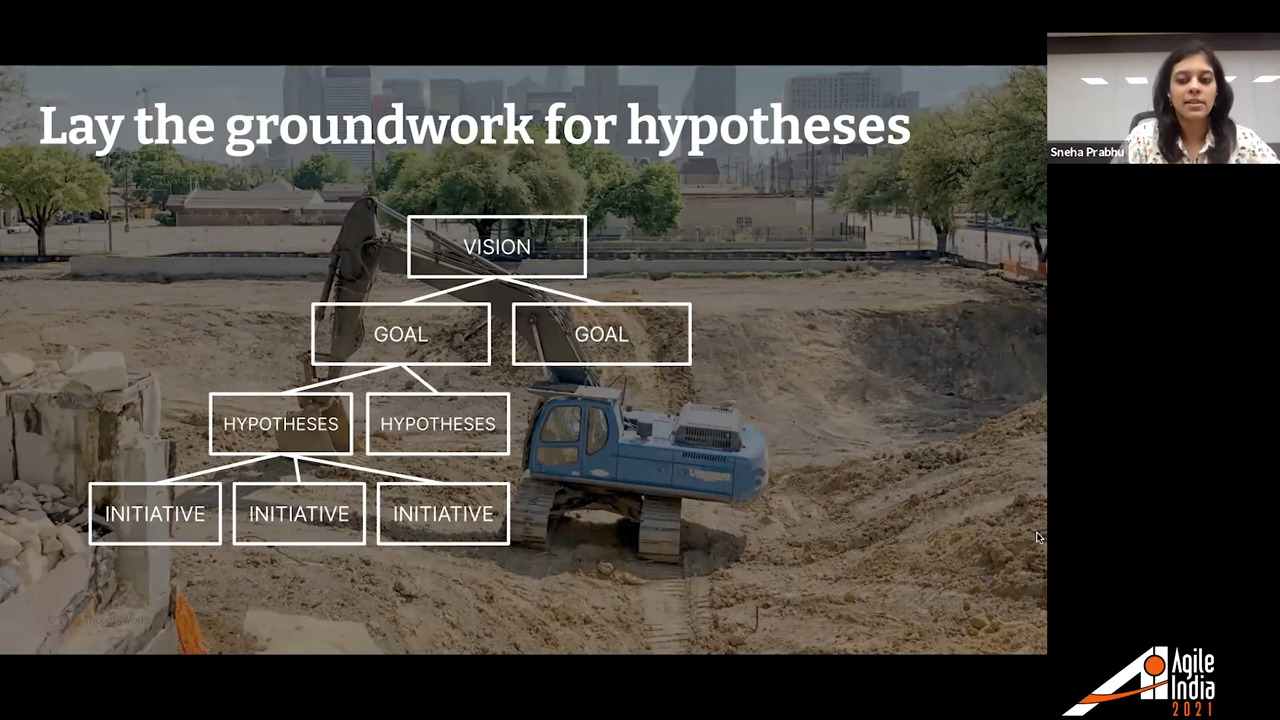 Lay the groundwork for hypotheses
Sneha Prabhu
VISION
GOAL
GOAL
HYPOTHESES
HYPOTHESES
INITIATIVE
INITIATIVE
INITIATIVE
Agile
India
2021